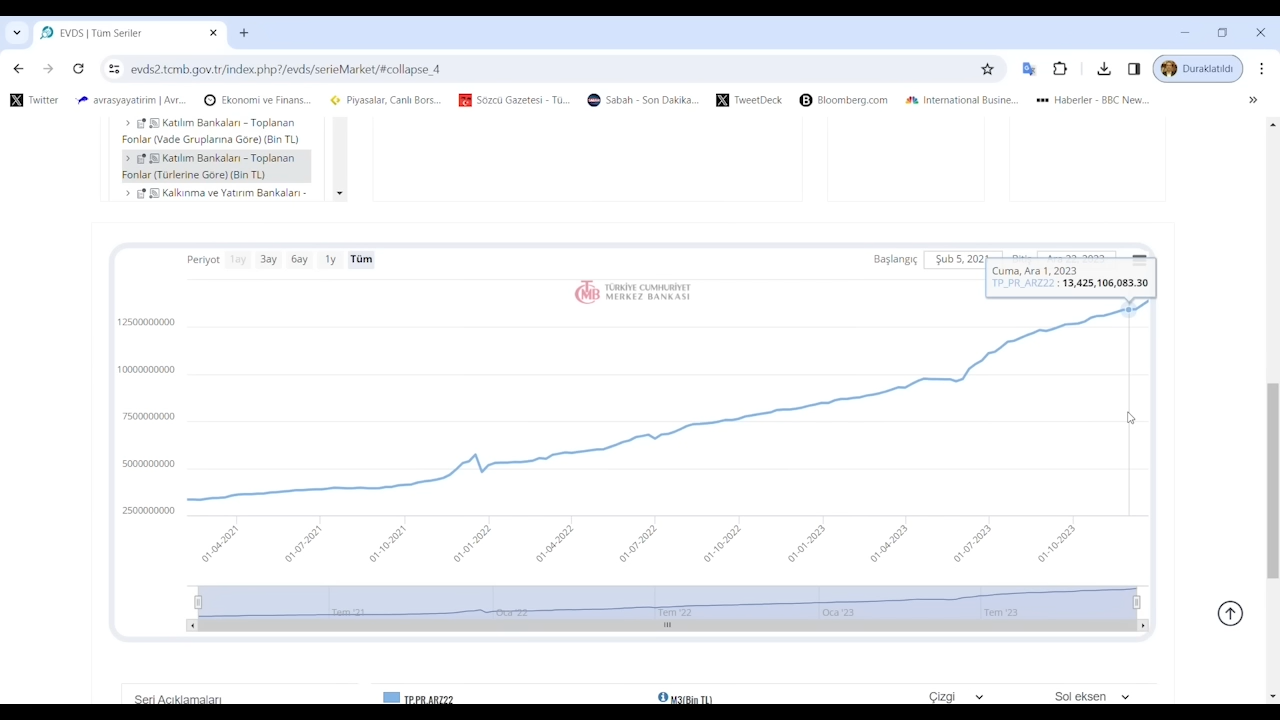 EVDS | Tüm Seriler
evds2.tcmb.gov.tr/index.php?/evds/serieMarket/#collapse_4
Duraklatıldı
Twitter
avrasyayatirim | Avr...
Ekonomi ve Finans...
Piyasalar, Canlı Bors...
Sözcü Gazetesi - Tü...
Sabah - Son Dakika...
TweetDeck
Bloomberg.com
International Busine...
Haberler - BBC New...
Katılım Bankaları – Toplanan
Fonlar (Vade Gruplarına Göre) (Bin TL)
Katılım Bankaları – Toplanan
Fonlar (Türlerine Göre) (Bin TL)
Kalkınma ve Yatırım Bankaları -
Periyot 1ay 3ay 6ay 1y Tüm
Başlangıç Şub 5, 2021
Cuma, Ara 1, 2023
TP_PR_ARZ22 : 13,425,106,083.30
TÜRKİYE CUMHURİYET
MERKEZ BANKASI
12500000000
10000000000
7500000000
5000000000
2500000000
01-04-2021
01-07-2021
01-10-2021
01-01-2022
01-04-2022
01-07-2022
01-10-2022
01-01-2023
01-04-2023
01-07-2023
01-10-2023
Tem '21
Oca '22
Tem '22
Oca '23
Tem '23
Seri Açıklamaları
TP.PR.ARZ22
M3(Bin TL)
Çizgi
Sol eksen